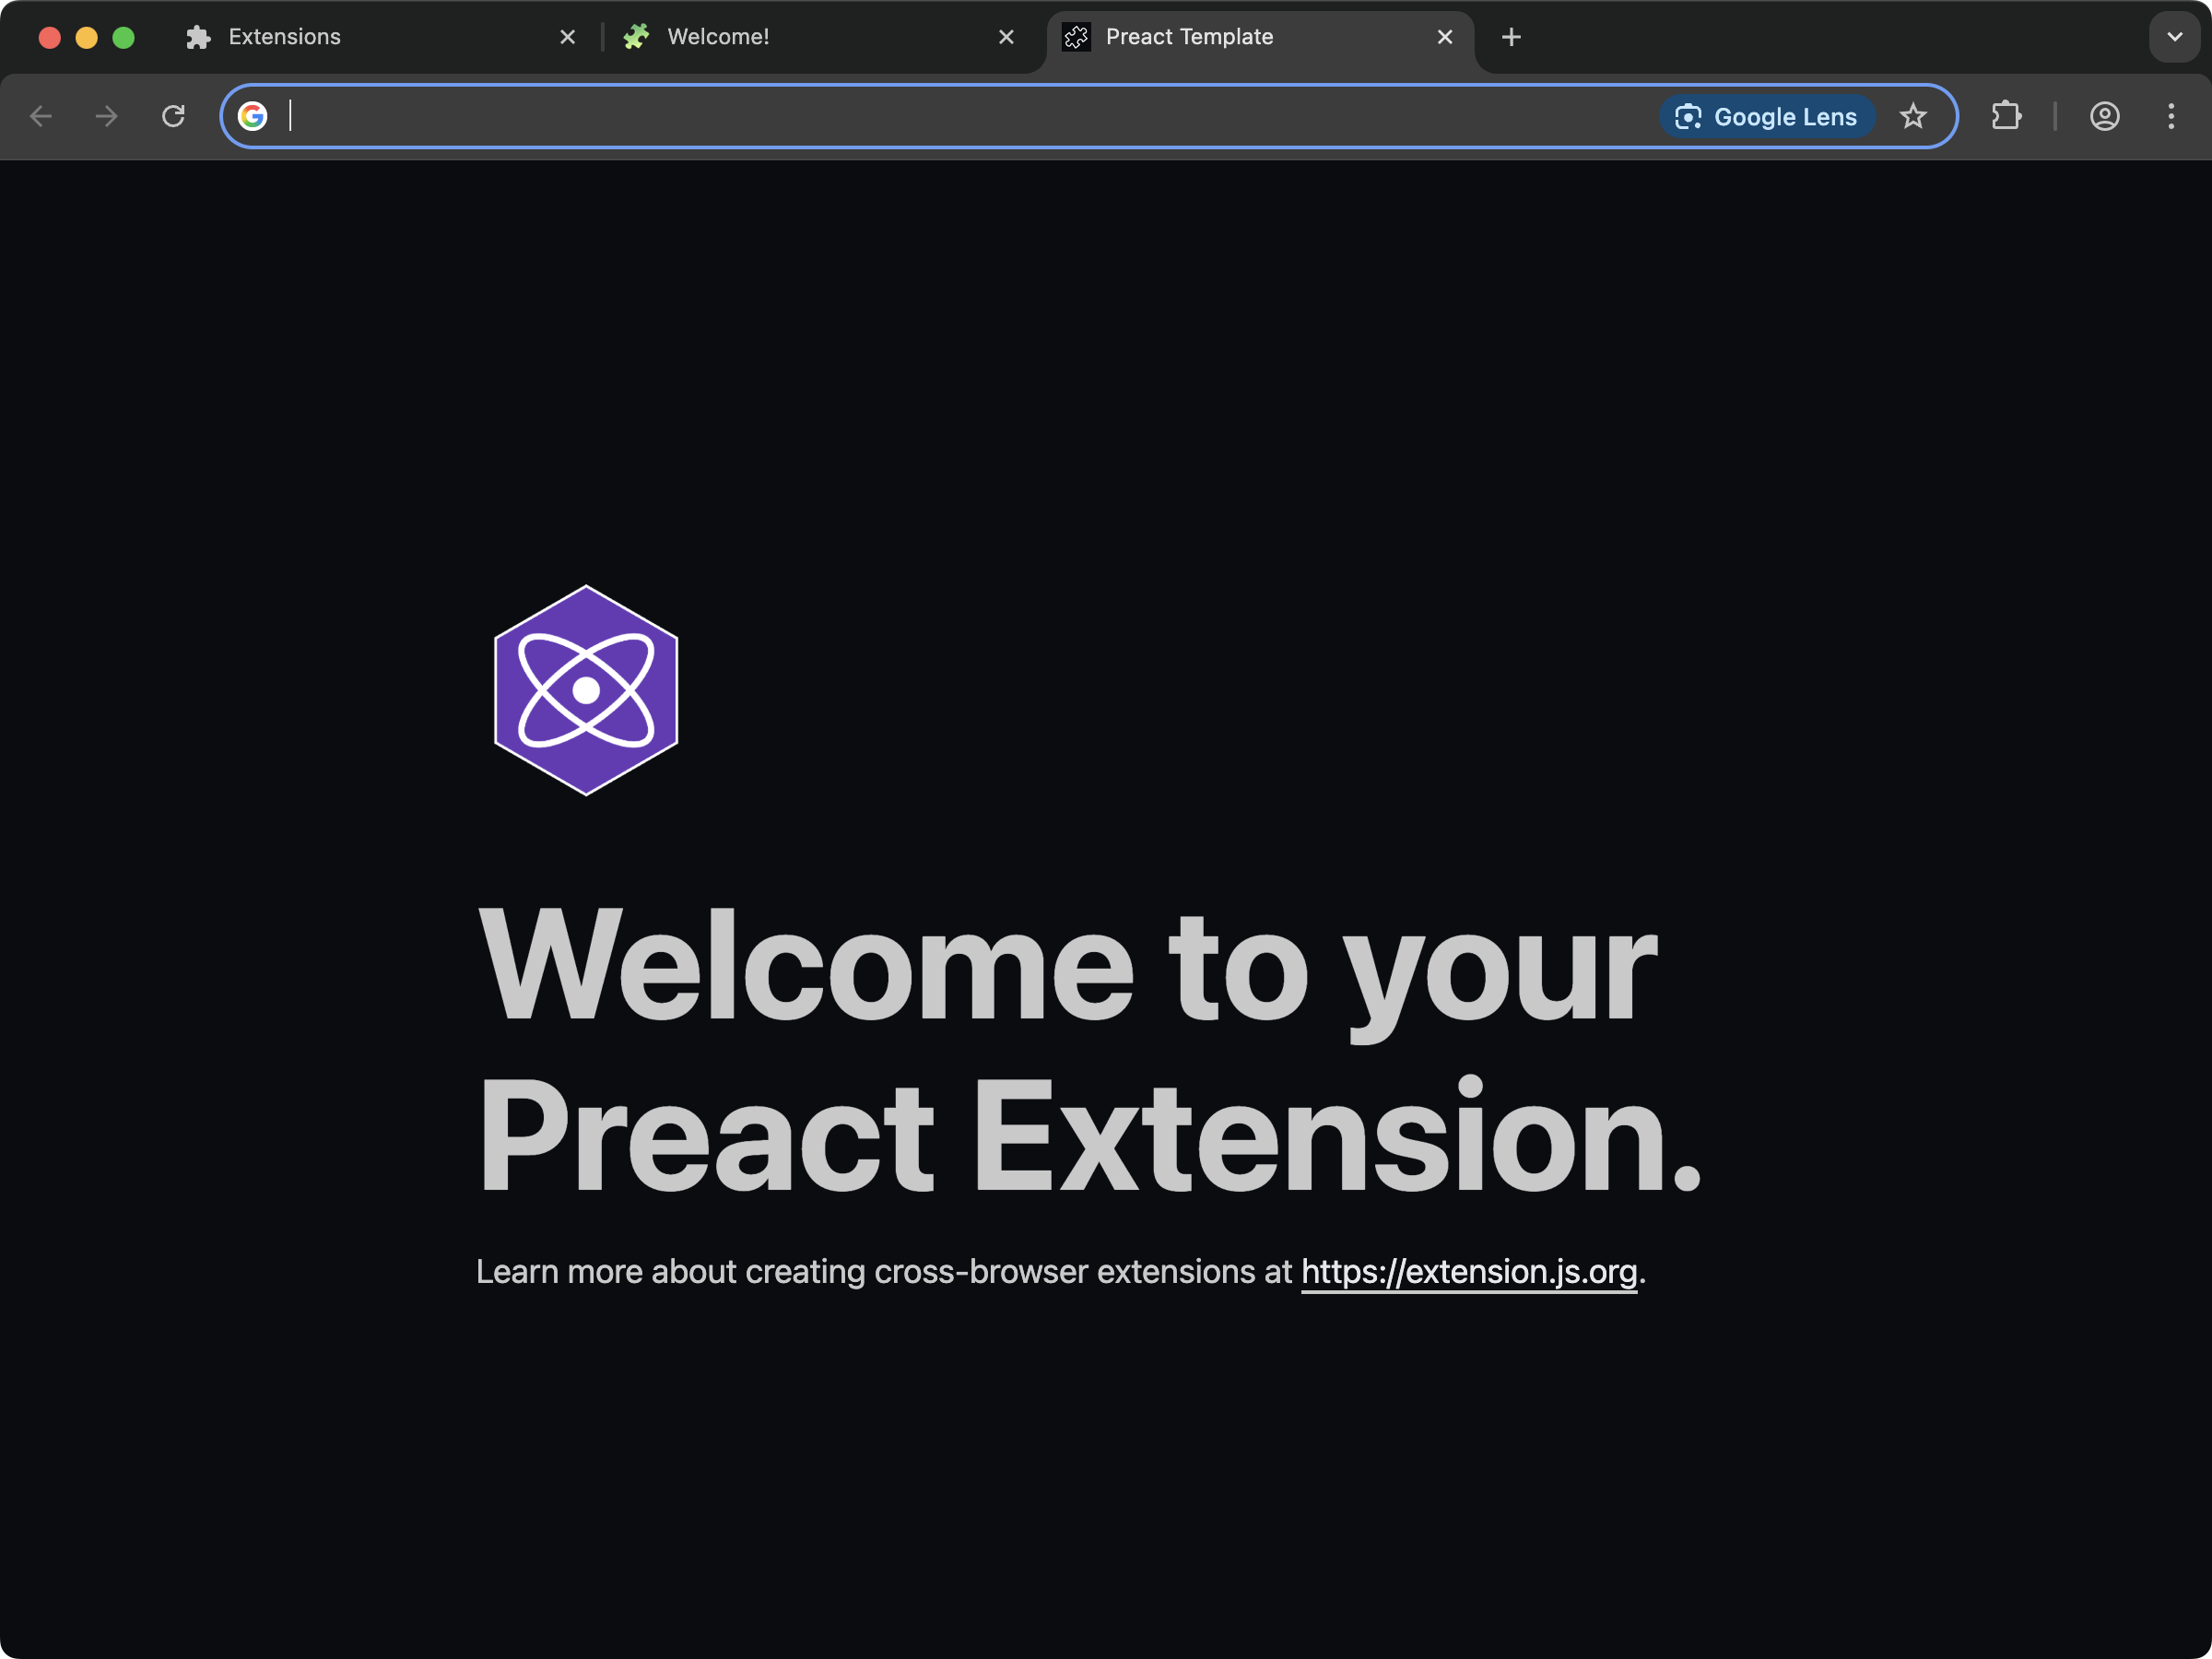 Extensions
Welcome!
Preact Template
Google Lens
Welcome to your
Preact Extension.
Learn more about creating cross-browser extensions at https://extension.js.org.